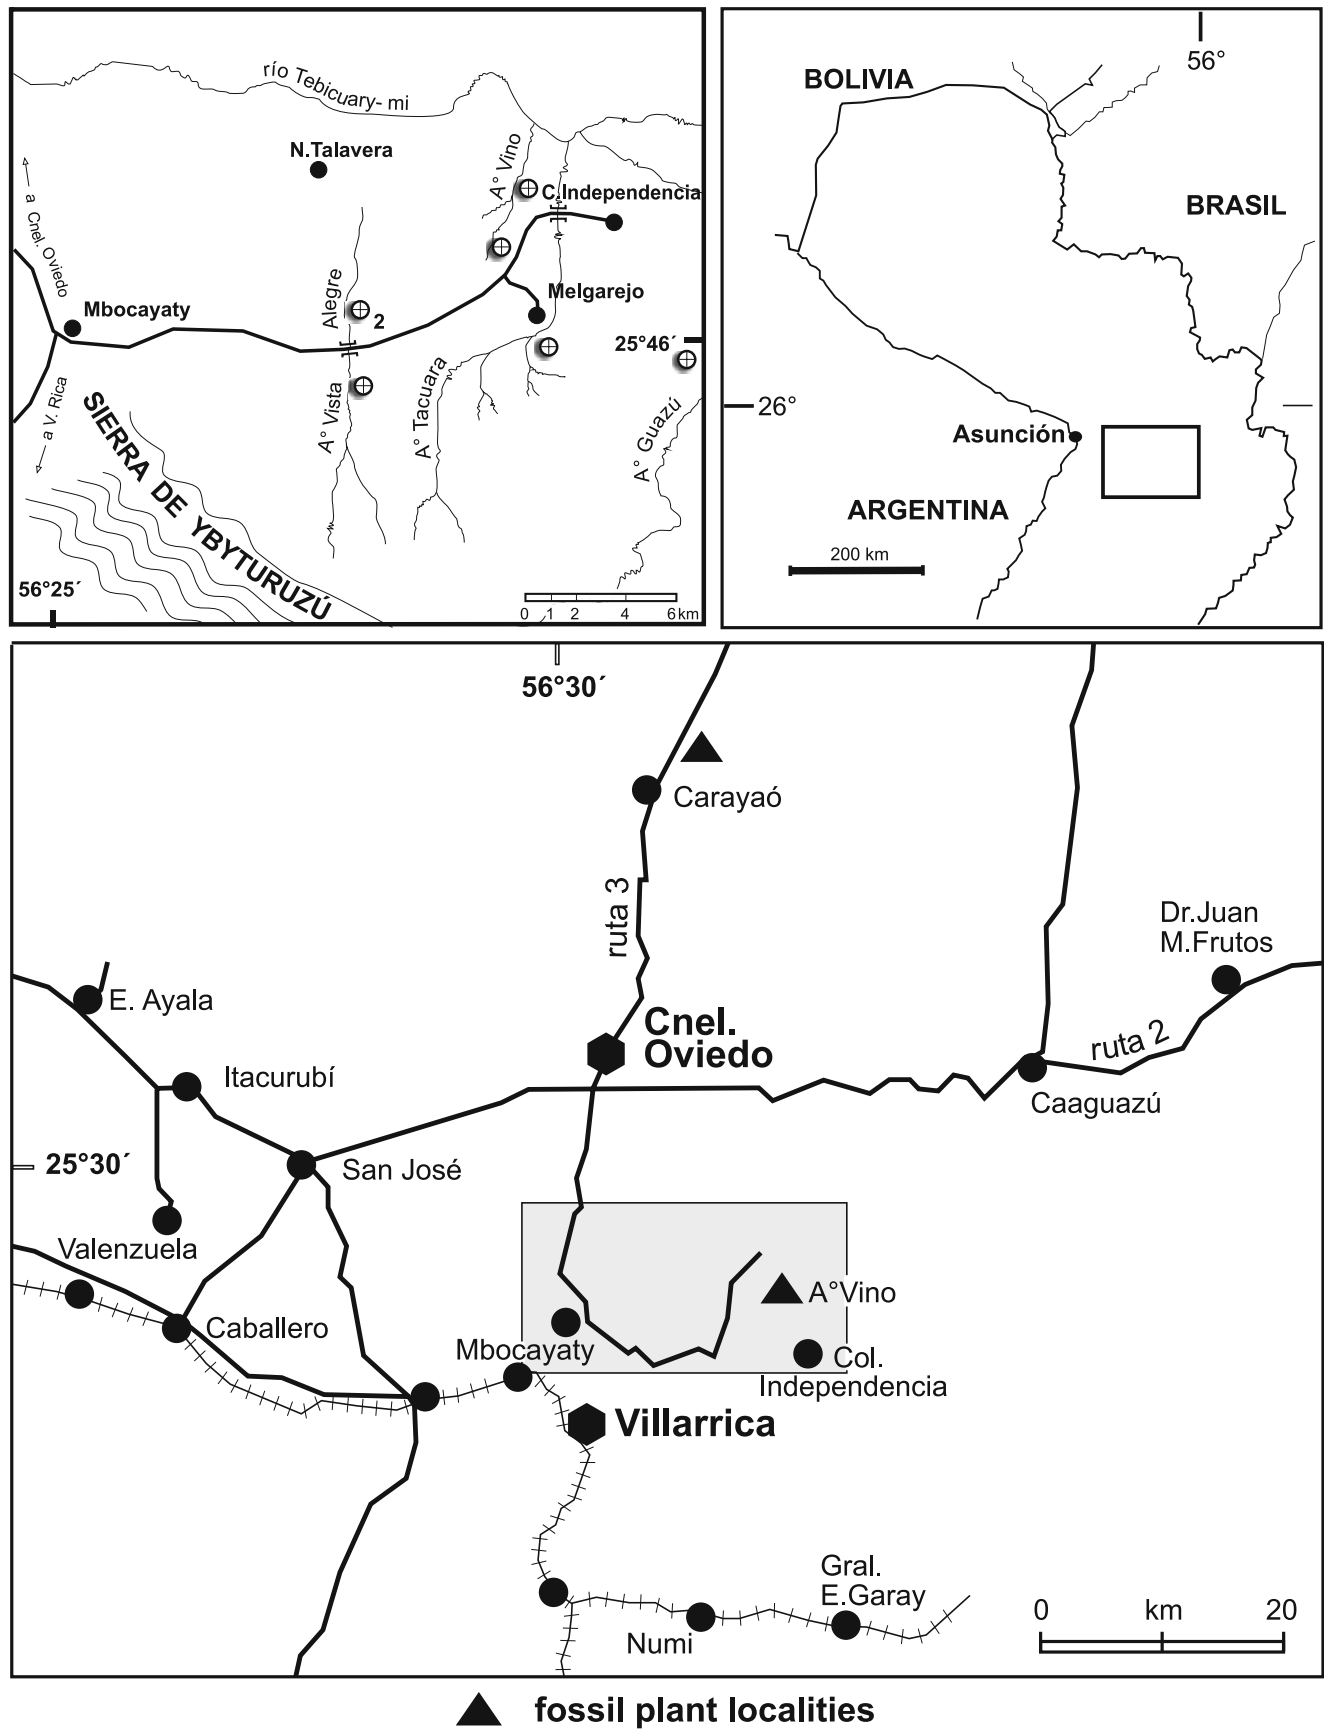 río Tebicuary- mi
N.Talavera
A° Vino
C.Independencia
a Cnel. Oviedo
Mbocayaty
Alegre
2
Melgarejo
25°46´
a V. Rica
A° Vista
A° Tacuara
A° Guazú
SIERRA DE YBYTURUZÚ
56°25´
0 1 2 4 6km
56°
BOLIVIA
BRASIL
26°
Asunción
ARGENTINA
200 km
56°30´
Carayaó
ruta 3
Dr.Juan
M.Frutos
E. Ayala
Cnel.
Oviedo
ruta 2
Itacurubí
Caaguazú
25°30´
San José
Valenzuela
A°Vino
Caballero
Mbocayaty
Col.
Independencia
Villarrica
Gral.
E.Garay
Numi
0 km 20
fossil plant localities